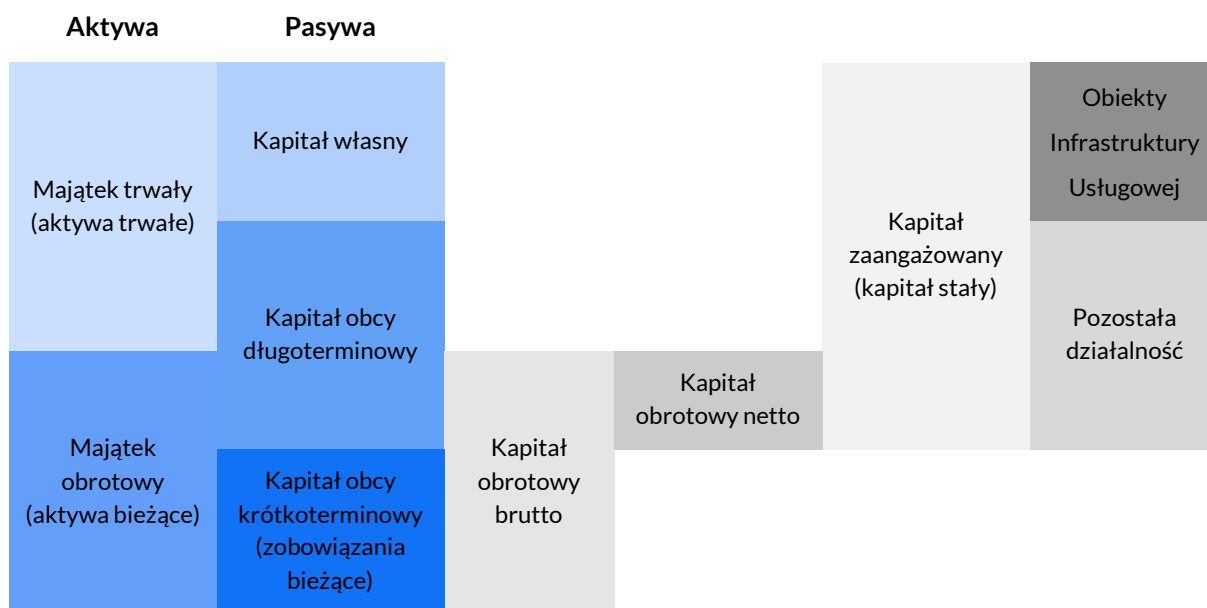 Aktywa
Pasywa
Majątek trwały
(aktywa trwałe)
Majątek
obrotowy
(aktywa bieżące)
Kapitał własny
Kapitał obcy
długoterminowy
Kapitał obcy
krótkoterminowy
(zobowiązania
bieżące)
Kapitał
obrotowy
brutto
Kapitał
obrotowy netto
Kapitał
zaangażowany
(kapitał stały)
Obiekty
Infrastruktury
Usługowej
Pozostała
działalność